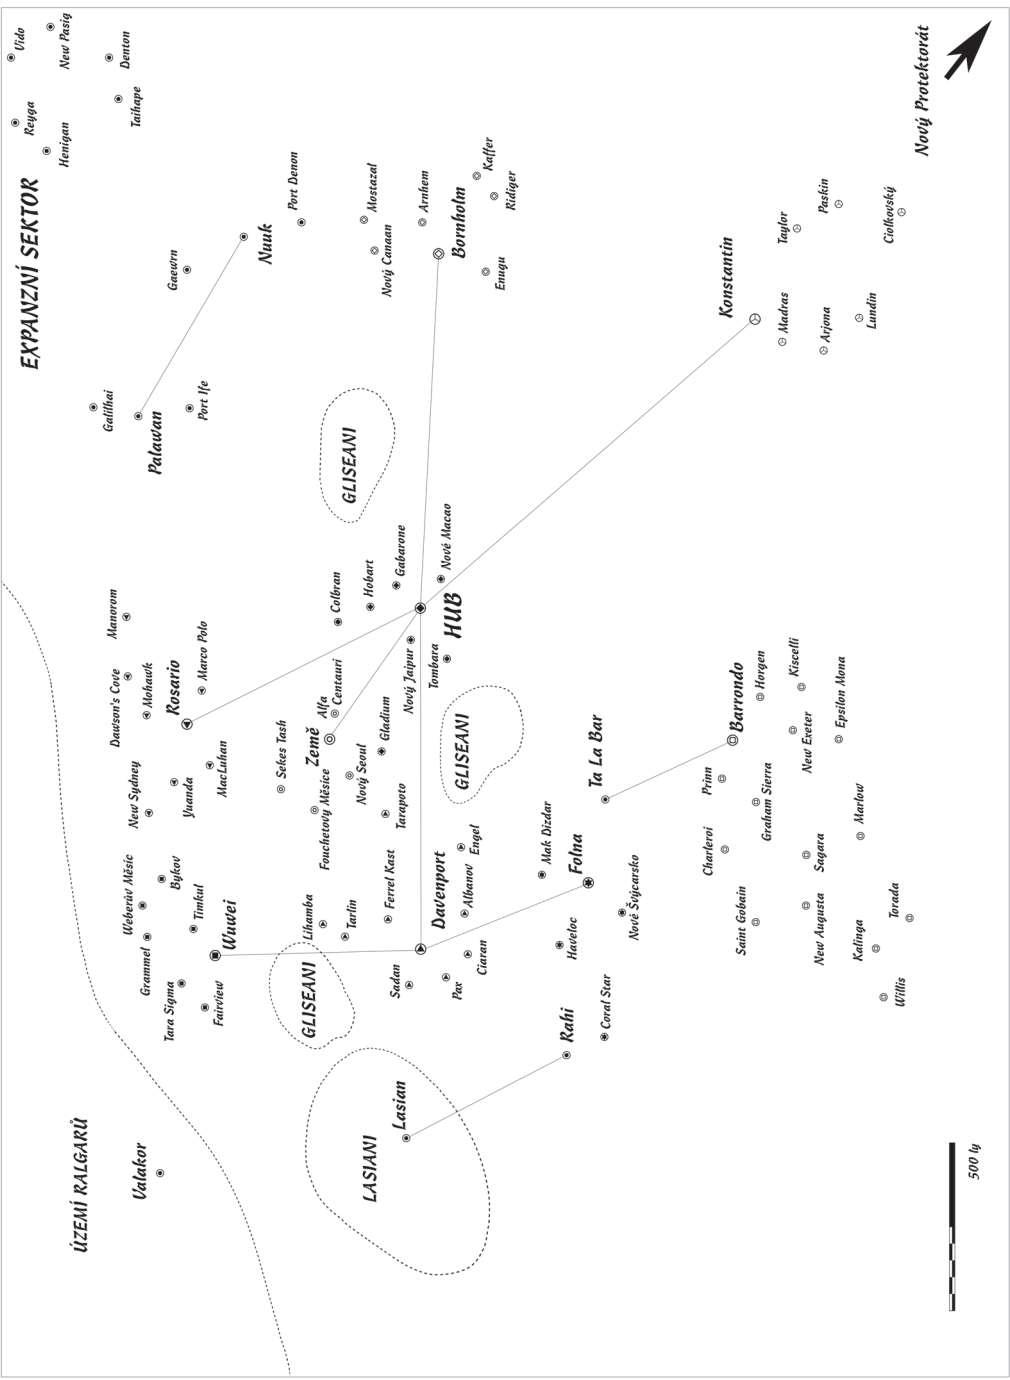 Vido
New Pasig
Denton
Taihape
Reyga
Henigan
EXPANZNÍ SEKTOR
Nový Protektorát
Port Denon
Nuuk
Gaewrn
Mostazal
Nový Canaan
Arnhem
Bornholm
Kaffer
Ridiger
Enugu
Taylor
Paskin
Ciolkovský
Konstantin
Madras
Arjona
Lundin
Galilhai
Palawan
Port Ife
GLISEANI
Manorom
Dawson's Cove
Mohawk
Rosario
Marco Polo
New Sydney
Yuanda
MacLuhan
Colbran
Hobart
Gabarone
Nové Macao
HUB
Nový Jaipur
Tombara
Alfa
Centauri
Země
Sekes Tash
Fouchetovy Měsíce
Nový Seoul
Gladium
Tarapoto
GLISEANI
Weberův Měsíc
Bykov
Timkul
Grammel
Wuwei
Tara Sigma
Fairview
Lihamba
Tarlin
Ferrel Kast
Davenport
Albanov
Engel
Sadan
Pax
Ciaran
GLISEANI
Mak Dizdar
Folna
Ta La Bar
Haveloc
Nové Švýcarsko
Rahi
Coral Star
Barrondo
Horgen
Kiscelli
Prinn
Graham Sierra
New Exeter
Epsilon Mona
Charleroi
Saint Gobain
Sagara
Marlow
New Augusta
Kalinga
Torada
Willis
Lasian
LASIANI
ÚZEMÍ RALGARŮ
Valakor
500 ly